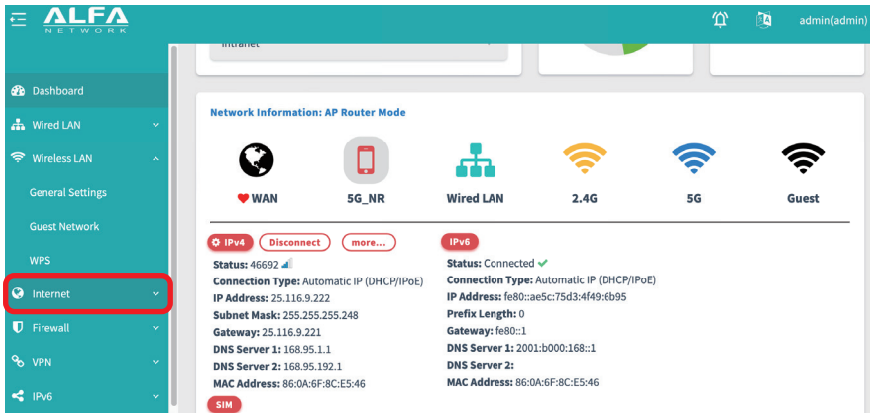 ALFA
NETWORK
admin(admin)
Intranet
Dashboard
Wired LAN
Wireless LAN
General Settings
Guest Network
WPS
Internet
Firewall
VPN
IPv6
Network Information: AP Router Mode
WAN
5G_NR
Wired LAN
2.4G
5G
Guest
IPv4 Disconnect more...
Status: 46692
Connection Type: Automatic IP (DHCP/IPoE)
IP Address: 25.116.9.222
Subnet Mask: 255.255.255.248
Gateway: 25.116.9.221
DNS Server 1: 168.95.1.1
DNS Server 2: 168.95.192.1
MAC Address: 86:0A:6F:8C:E5:46
SIM
IPv6
Status: Connected
Connection Type: Automatic IP (DHCP/IPoE)
IP Address: fe80::ae5c:75d3:4f49:6b95
Prefix Length: 0
Gateway: fe80::1
DNS Server 1: 2001:b000:168::1
DNS Server 2:
MAC Address: 86:0A:6F:8C:E5:46